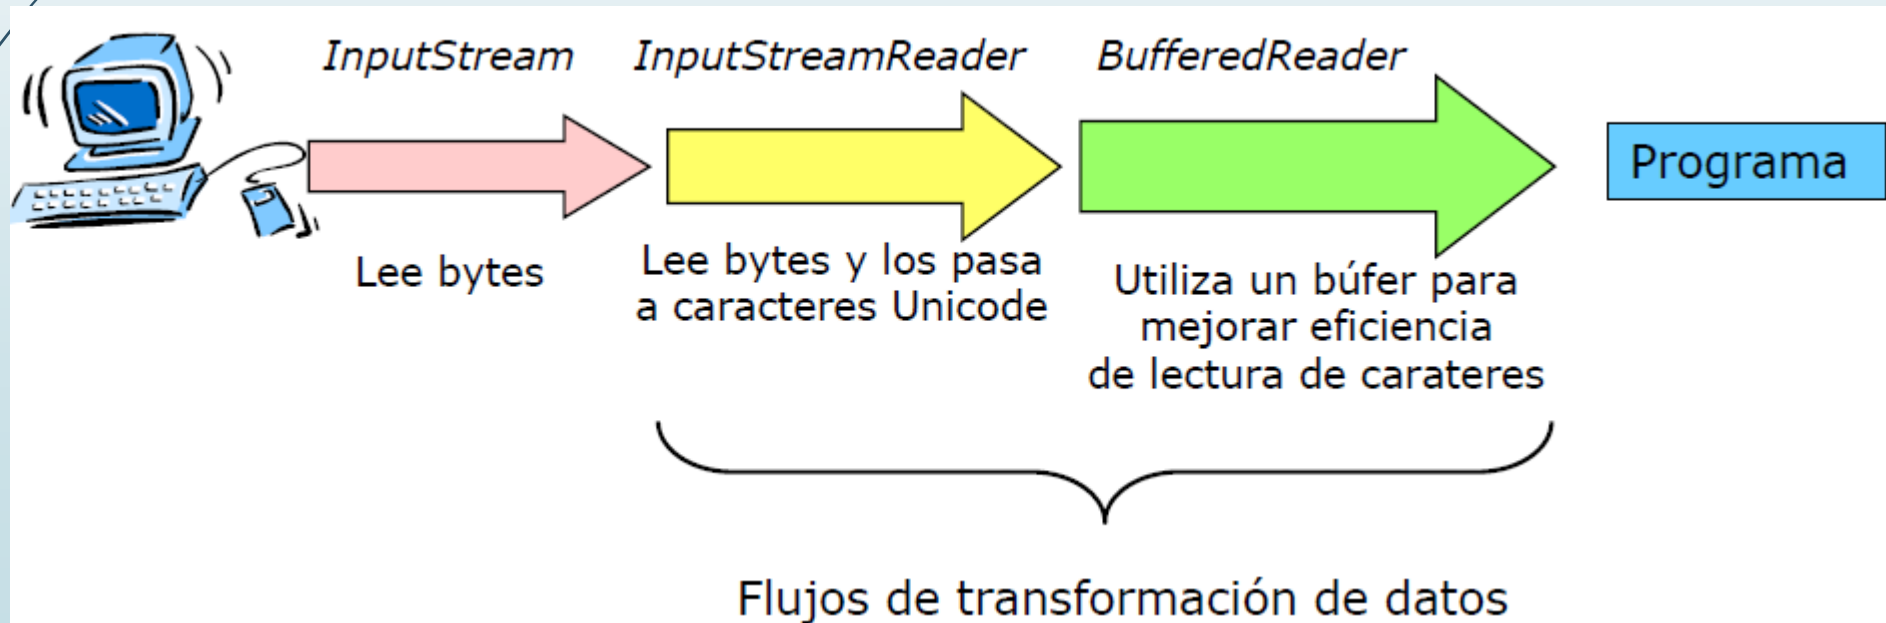 InputStream
InputStreamReader
BufferedReader
Programa
Lee bytes
Lee bytes y los pasa
a caracteres Unicode
Utiliza un búfer para
mejorar eficiencia
de lectura de carateres
Flujos de transformación de datos